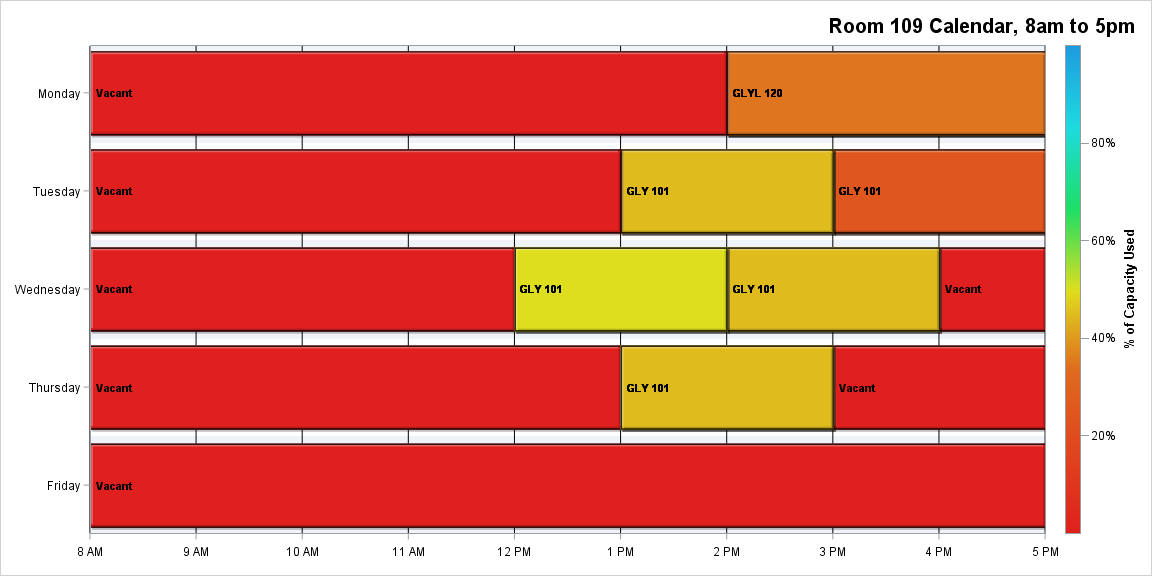 Room 109 Calendar, 8am to 5pm
Monday
Vacant
GLYL 120
Tuesday
Vacant
GLY 101
GLY 101
Wednesday
Vacant
GLY 101
GLY 101
Vacant
Thursday
Vacant
GLY 101
Vacant
Friday
Vacant
8 AM
9 AM
10 AM
11 AM
12 PM
1 PM
2 PM
3 PM
4 PM
5 PM
80%
60%
40%
20%
% of Capacity Used